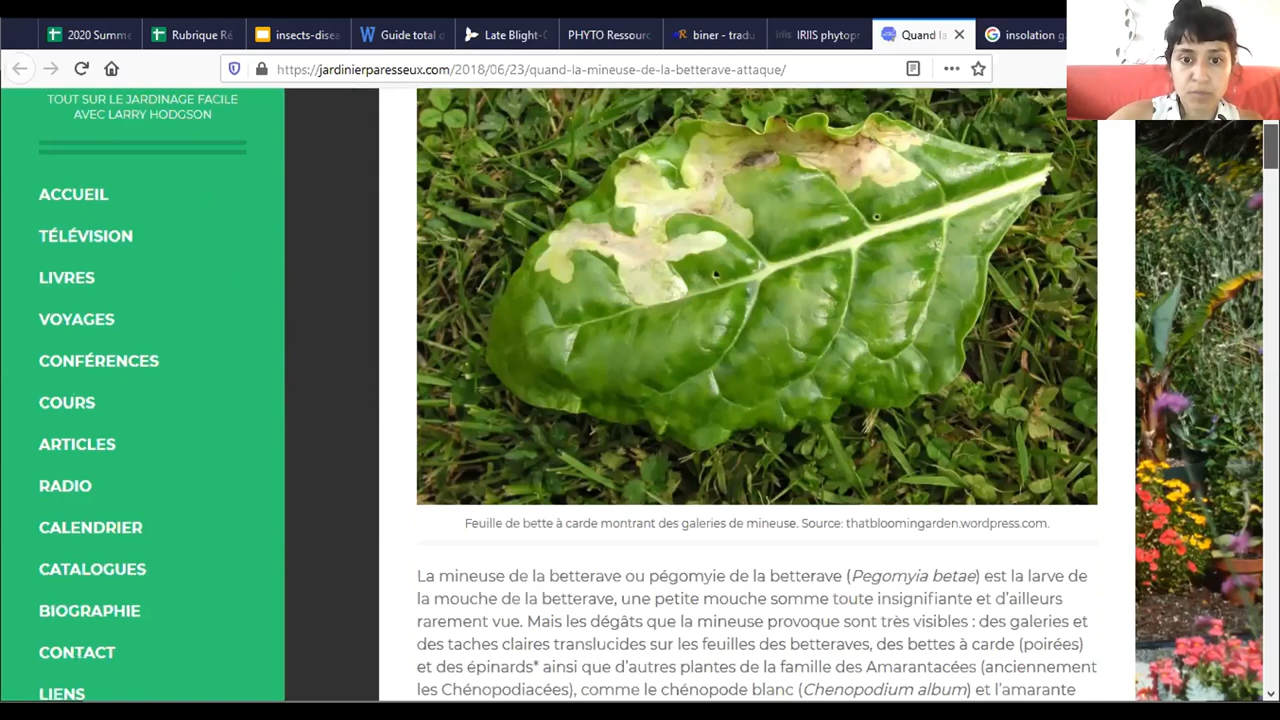 2020 Summe
Rubrique Ré
insects-disea
Guide total d
Late Blight-C
PHYTO Ressourc
biner - tradu
IRIIS phytopr
Quand la
insolation g
https://jardinierparesseux.com/2018/06/23/quand-la-mineuse-de-la-betterave-attaque/
TOUT SUR LE JARDINAGE FACILE
AVEC LARRY HODGSON
ACCUEIL
TÉLÉVISION
LIVRES
VOYAGES
CONFÉRENCES
COURS
ARTICLES
RADIO
CALENDRIER
CATALOGUES
BIOGRAPHIE
CONTACT
LIENS
Feuille de bette à carde montrant des galeries de mineuse. Source: thatbloomingarden.wordpress.com.
La mineuse de la betterave ou pégomyie de la betterave (Pegomyia betae) est la larve de
la mouche de la betterave, une petite mouche somme toute insignifiante et d'ailleurs
rarement vue. Mais les dégâts que la mineuse provoque sont très visibles : des galeries et
des taches claires translucides sur les feuilles des betteraves, des bettes à carde (poirées)
et des épinards* ainsi que d'autres plantes de la famille des Amarantacées (anciennement
les Chénopodiacées), comme le chénopode blanc (Chenopodium album) et l'amarante